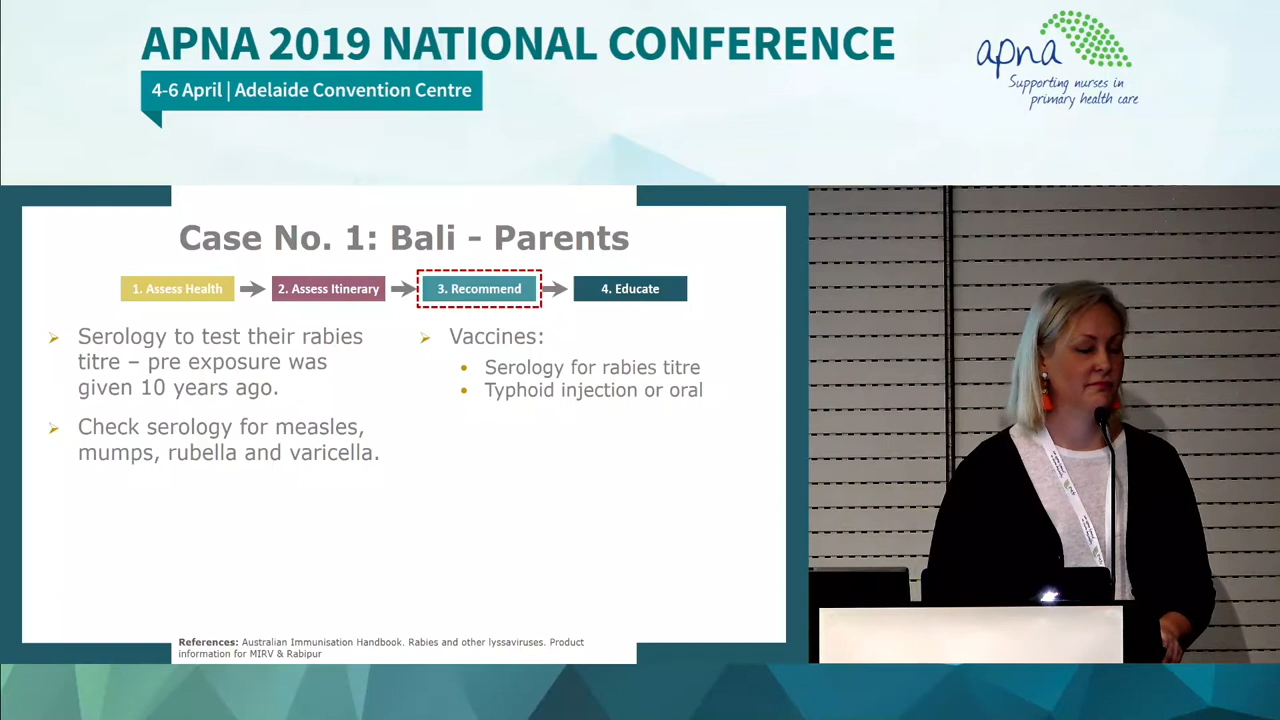 APNA 2019 NATIONAL CONFERENCE
4-6 April | Adelaide Convention Centre
apna
Supporting nurses in
primary health care
Case No. 1: Bali - Parents
1. Assess Health
2. Assess Itinerary
3. Recommend
4. Educate
Serology to test their rabies
titre – pre exposure was
given 10 years ago.
Check serology for measles,
mumps, rubella and varicella.
Vaccines:
Serology for rabies titre
Typhoid injection or oral
References: Australian Immunisation Handbook. Rabies and other lyssaviruses. Product
information for MIRV & Rabipur